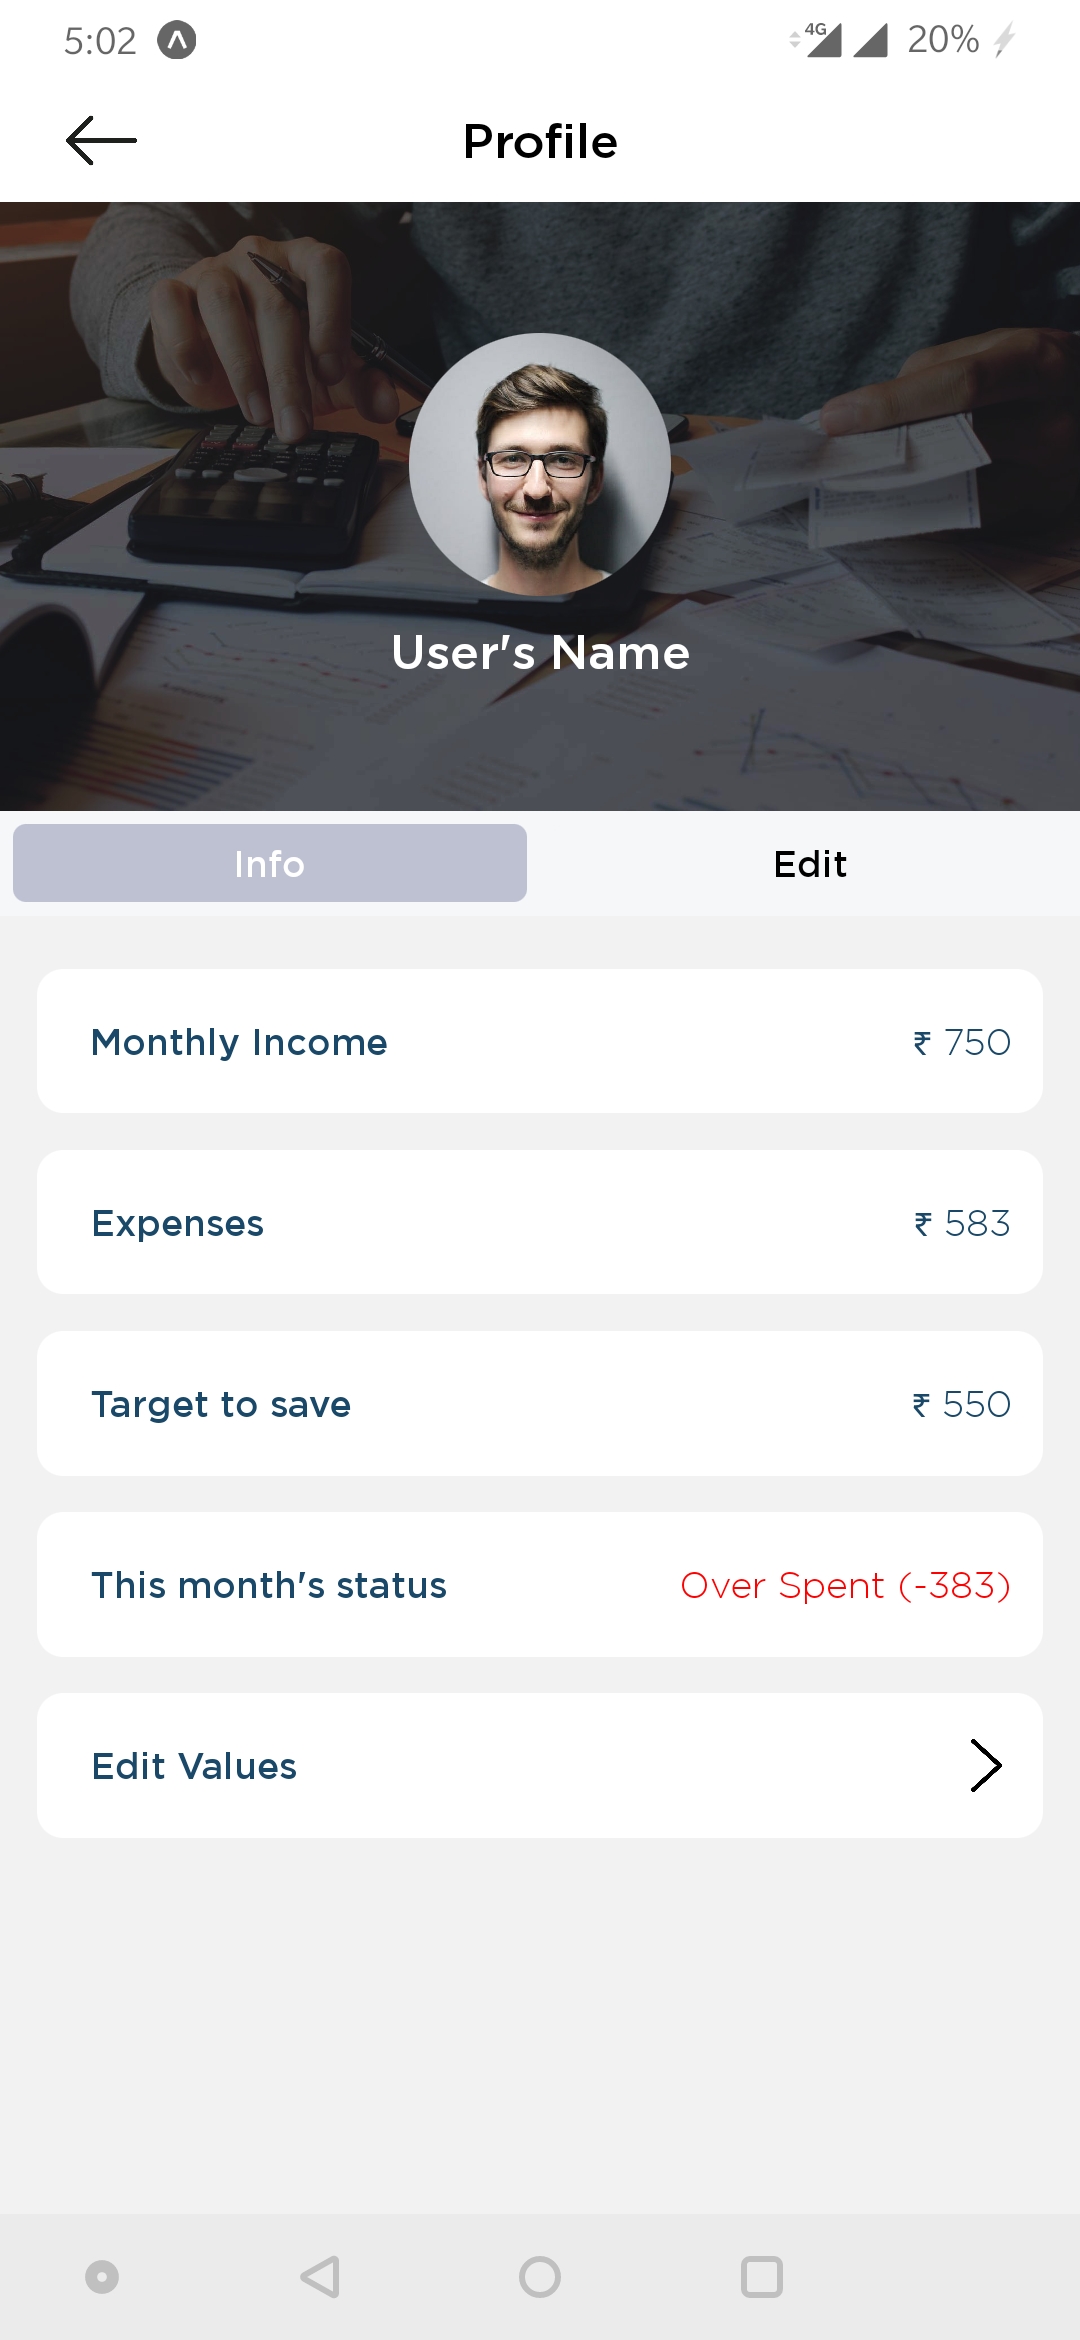 5:02
4G 20%
Profile
User's Name
Info Edit
Monthly Income ₹ 750
Expenses ₹ 583
Target to save ₹ 550
This month's status Over Spent (-383)
Edit Values